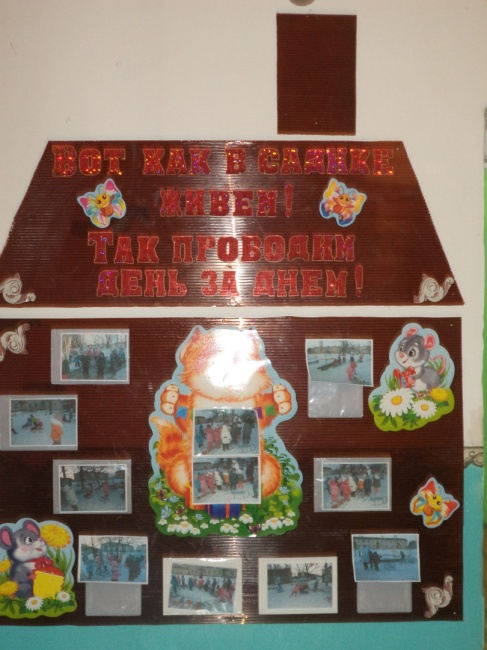 Вот как в садике
живем!
Так проводим
день за днем!